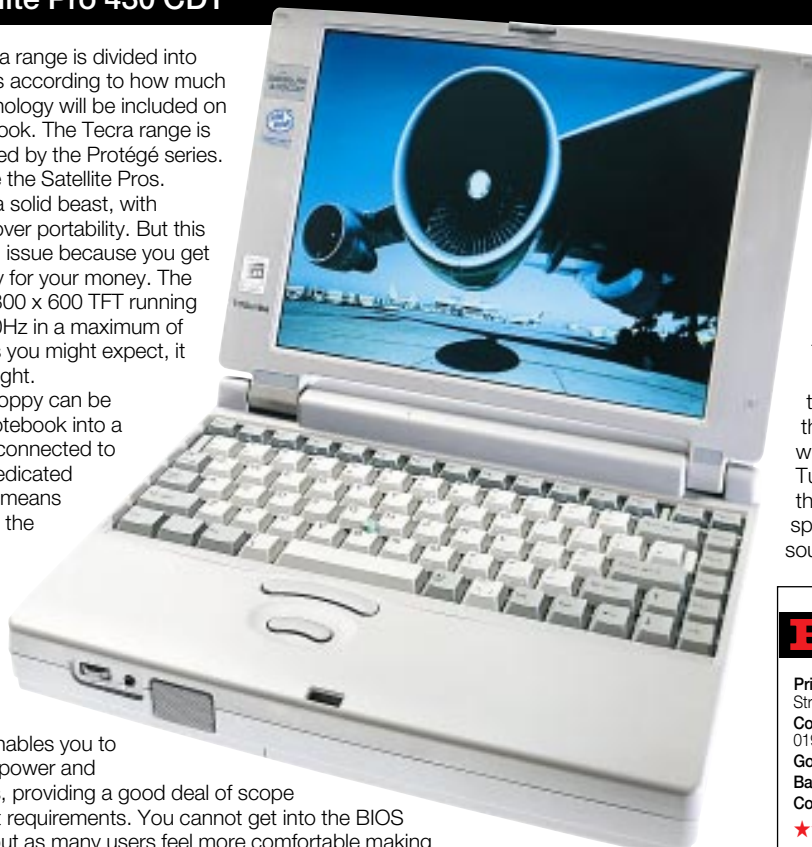 llite Pro 430 CDT
a range is divided into
s according to how much
nology will be included on
ook. The Tecra range is
ed by the Protégé series.
e the Satellite Pros.
a solid beast, with
over portability. But this
issue because you get
y for your money. The
800 x 600 TFT running
0Hz in a maximum of
s you might expect, it
ght.
oppy can be
otebook into a
connected to
edicated
means
the
nables you to
power and
s, providing a good deal of scope
t requirements. You cannot get into the BIOS
out as many users feel more comfortable making
t
th
w
Tu
th
sp
sou
Pri
Str
Co
019
Go
Ba
Co
★